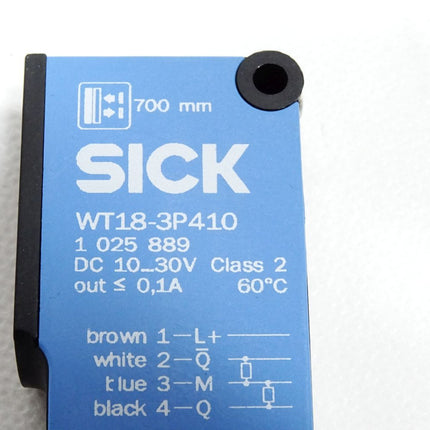 700 mm
SICK
WT18-3P410
1 025 889
DC 10...30V Class 2
out ≤ 0,1A 60°C
brown 1 — L+
white 2 — Q̅
blue 3 — M
black 4 — Q